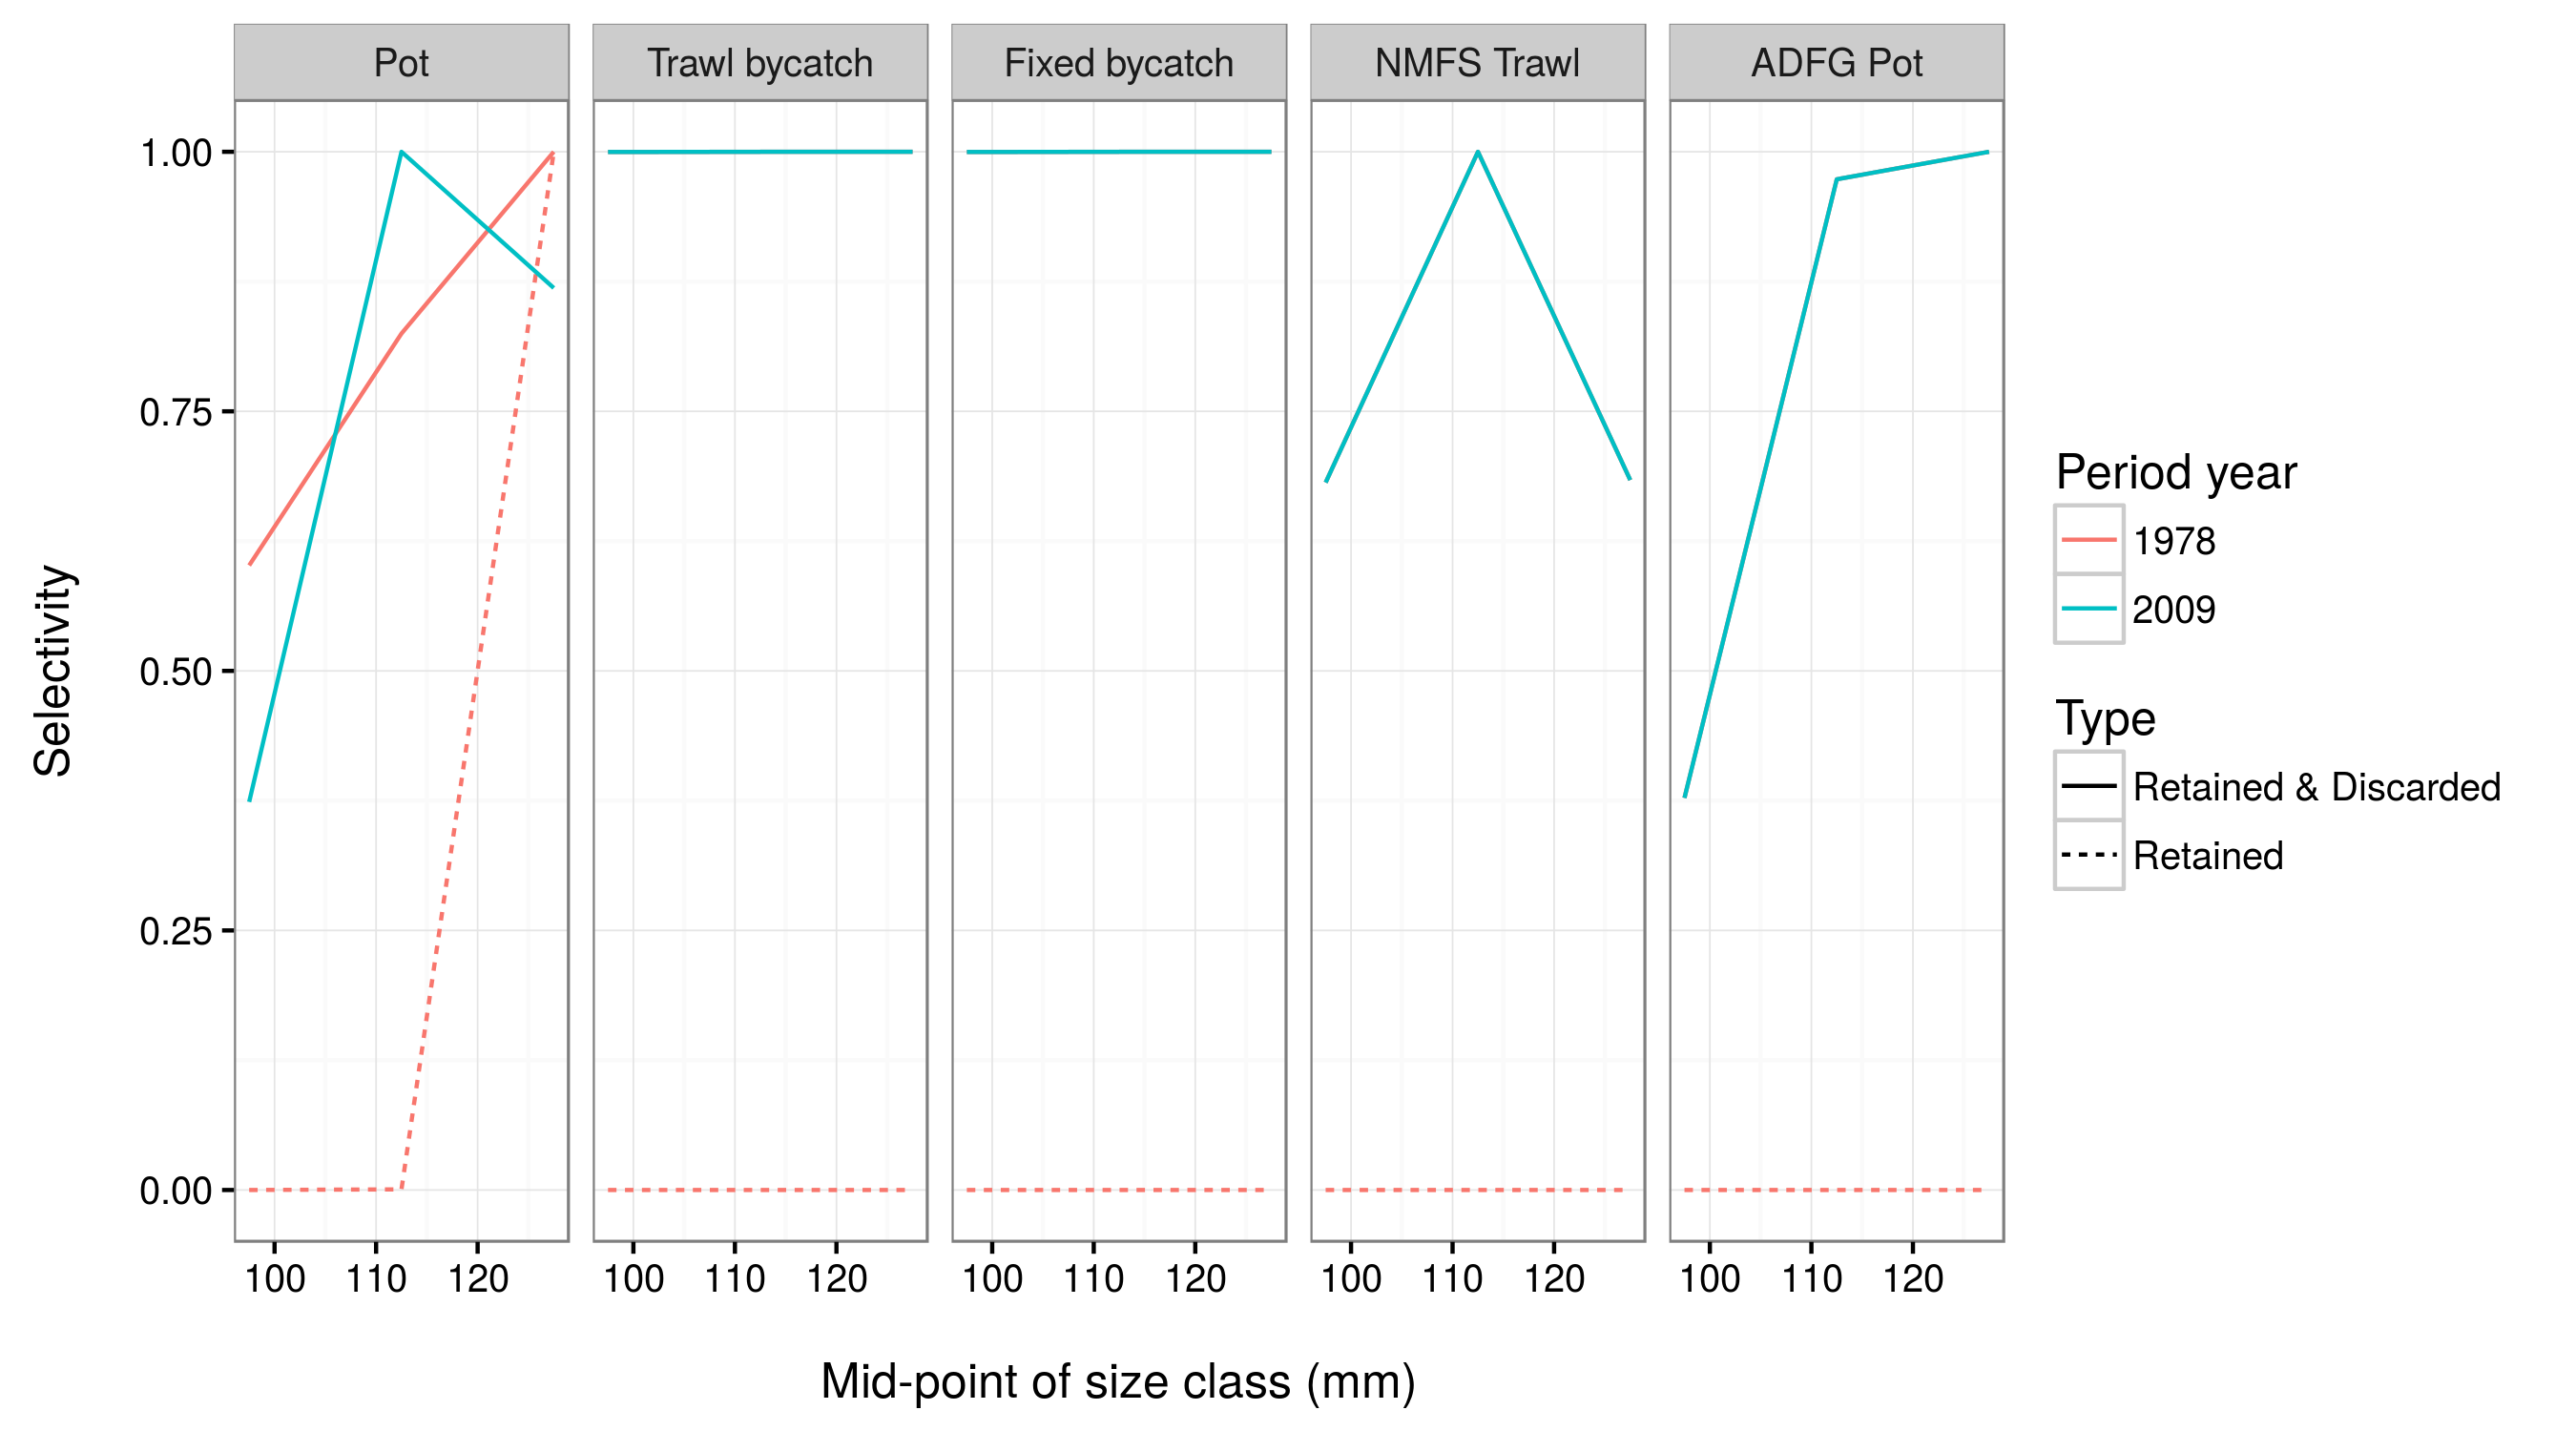 Pot Trawl bycatch Fixed bycatch NMFS Trawl ADFG Pot
1.00
0.75
0.50
0.25
0.00
Selectivity
100 110 120 100 110 120 100 110 120 100 110 120 100 110 120
Mid-point of size class (mm)
Period year
1978
2009
Type
Retained & Discarded
Retained